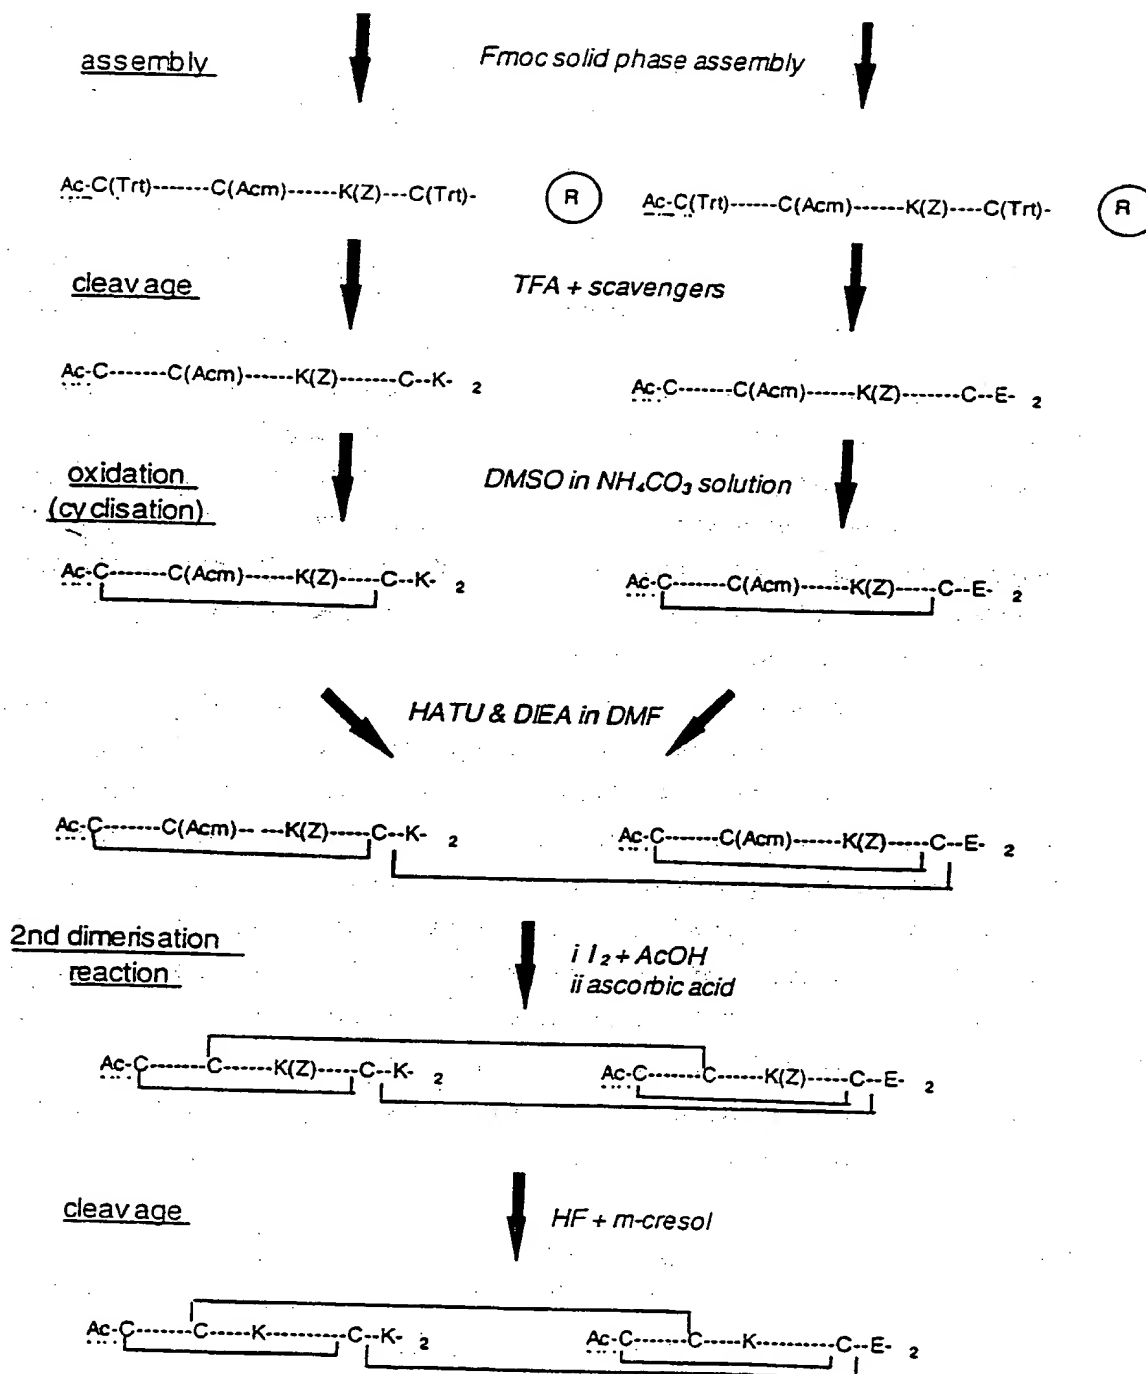 assembly
Fmoc solid phase assembly
Ac-C(Trt)-------C(Acm)------K(Z)---C(Trt)-
R
Ac-C(Trt)------C(Acm)-------K(Z)----C(Trt)-
R
cleavage
TFA + scavengers
Ac-C-------C(Acm)------K(Z)-------C--K- 2
Ac-C-------C(Acm)------K(Z)-------C--E- 2
oxidation
(cyclisation)
DMSO in NH₄CO₃ solution
Ac-C-------C(Acm)------K(Z)-----C--K- 2
Ac-C-------C(Acm)------K(Z)-----C--E- 2
HATU & DIEA in DMF
Ac-C-------C(Acm)-- ---K(Z)-----C--K- 2
Ac-C-------C(Acm)------K(Z)-----C--E- 2
2nd dimerisation
reaction
i I₂ + AcOH
ii ascorbic acid
Ac-C-------C------K(Z)-----C--K- 2
Ac-C-------C------K(Z)-----C--E- 2
cleavage
HF + m-cresol
Ac-C-------C-----K---------C--K- 2
Ac-C-------C-----K---------C--E- 2